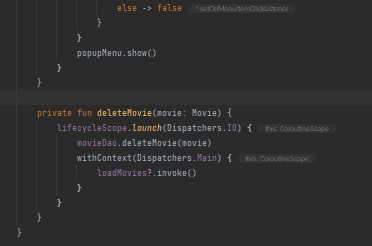 else -> false ^setOnMenuItemClickListener
}
}
popupMenu.show()
}
}
private fun deleteMovie(movie: Movie) {
lifecycleScope.launch(Dispatchers.IO) { this: CoroutineScope
movieDao.deleteMovie(movie)
withContext(Dispatchers.Main) { this: CoroutineScope
loadMovies?.invoke()
}
}
}
}